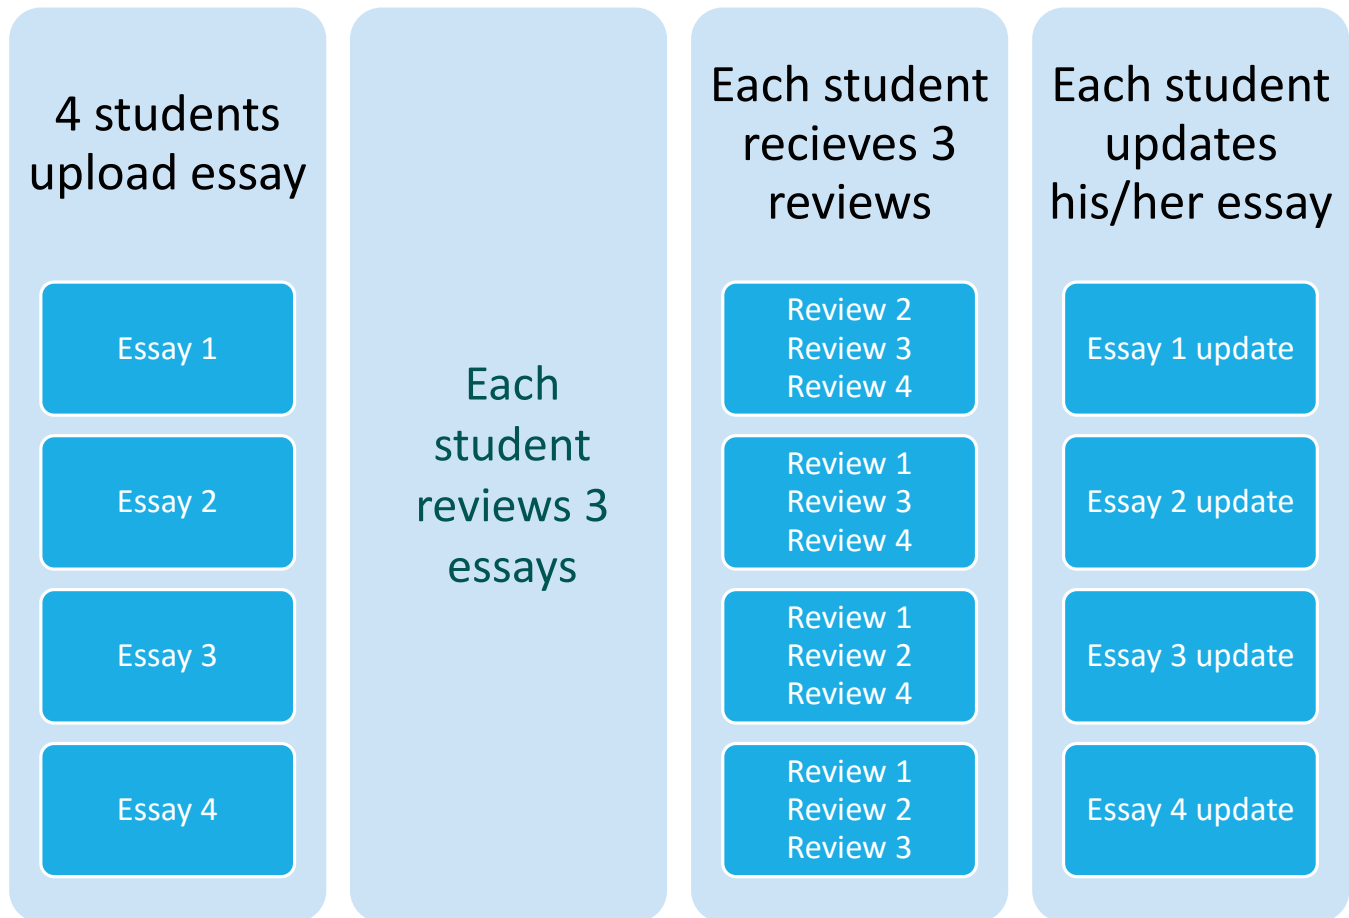 4 students
upload essay
Essay 1
Essay 2
Essay 3
Essay 4
Each
student
reviews 3
essays
Each student
recieves 3
reviews
Review 2
Review 3
Review 4
Review 1
Review 3
Review 4
Review 1
Review 2
Review 4
Review 1
Review 2
Review 3
Each student
updates
his/her essay
Essay 1 update
Essay 2 update
Essay 3 update
Essay 4 update